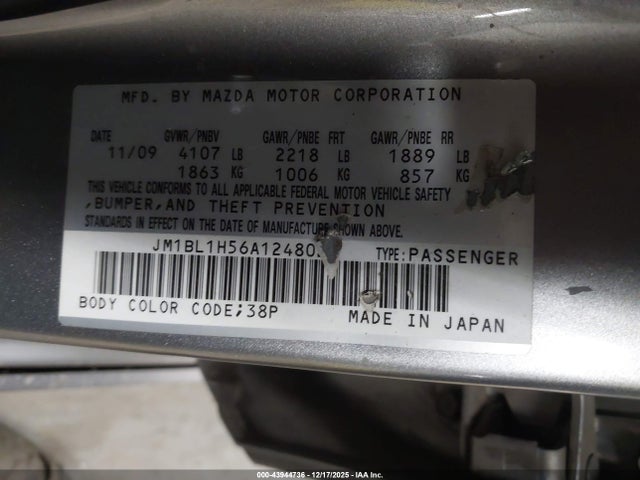 MFD. BY MAZDA MOTOR CORPORATION
DATE GVWR/PNBV GAWR/PNBE FRT GAWR/PNBE RR
11/09 4107 LB 2218 LB 1889 LB
1863 KG 1006 KG 857 KG
THIS VEHICLE CONFORMS TO ALL APPLICABLE FEDERAL MOTOR VEHICLE SAFETY
,BUMPER,AND THEFT PREVENTION
STANDARDS IN EFFECT ON THE DATE OF MANUFACTURE SHOWN ABOVE.
TYPE:PASSENGER
BODY COLOR CODE;38P MADE IN JAPAN
000-43944736 - 12/17/2025 - IAA Inc.